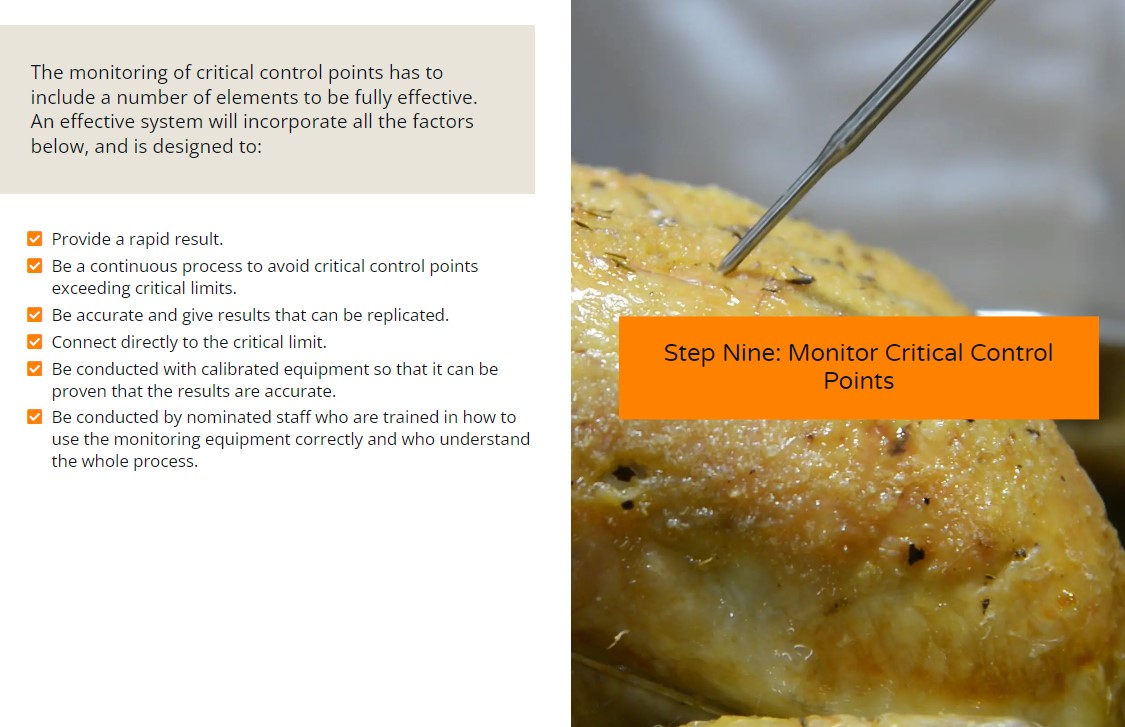 The monitoring of critical control points has to
include a number of elements to be fully effective.
An effective system will incorporate all the factors
below, and is designed to:
Provide a rapid result.
Be a continuous process to avoid critical control points
exceeding critical limits.
Be accurate and give results that can be replicated.
Connect directly to the critical limit.
Be conducted with calibrated equipment so that it can be
proven that the results are accurate.
Be conducted by nominated staff who are trained in how to
use the monitoring equipment correctly and who understand
the whole process.
Step Nine: Monitor Critical Control
Points